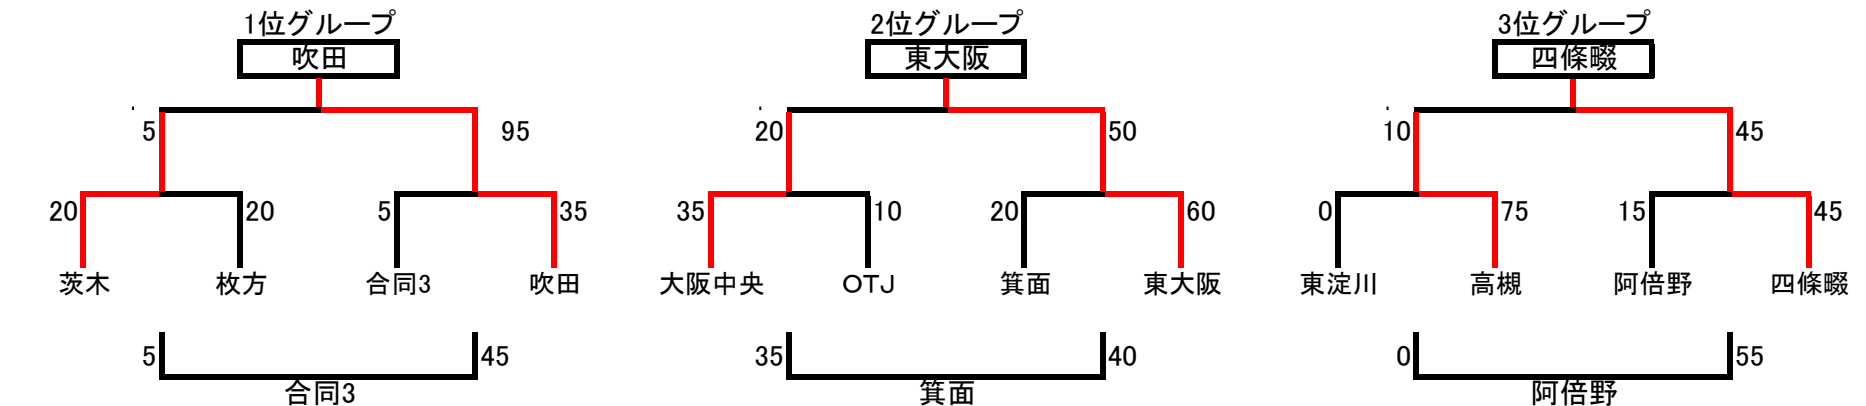 1位グループ 2位グループ 3位グループ
吹田 東大阪 四條畷
5 95 20 50 10 45
20 20 5 35 35 10 20 60 0 75 15 45
茨木 枚方 合同3 吹田 大阪中央 OTJ 箕面 東大阪 東淀川 高槻 阿倍野 四條畷
5 45 35 40 0 55
合同3 箕面 阿倍野